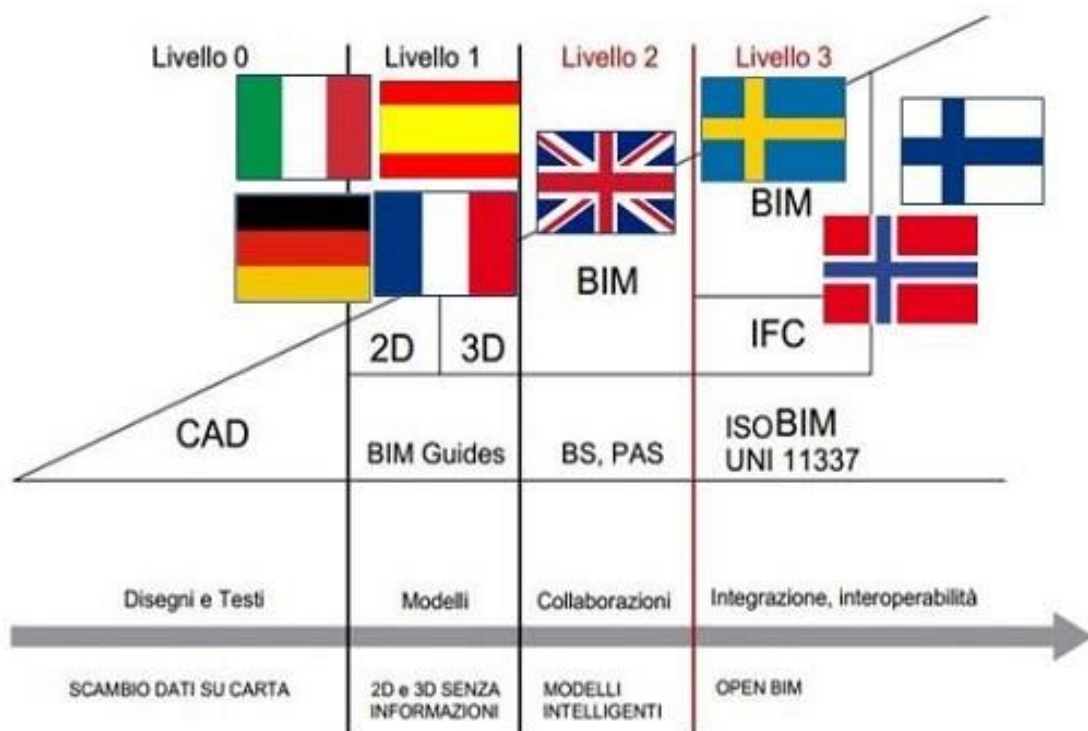 Livello 0
Livello 1
Livello 2
Livello 3
BIM
BIM
IFC
2D
3D
CAD
BIM Guides
BS, PAS
ISOBIM
UNI 11337
Disegni e Testi
Modelli
Collaborazioni
Integrazione, interoperabilità
SCAMBIO DATI SU CARTA
2D e 3D SENZA
INFORMAZIONI
MODELLI
INTELLIGENTI
OPEN BIM